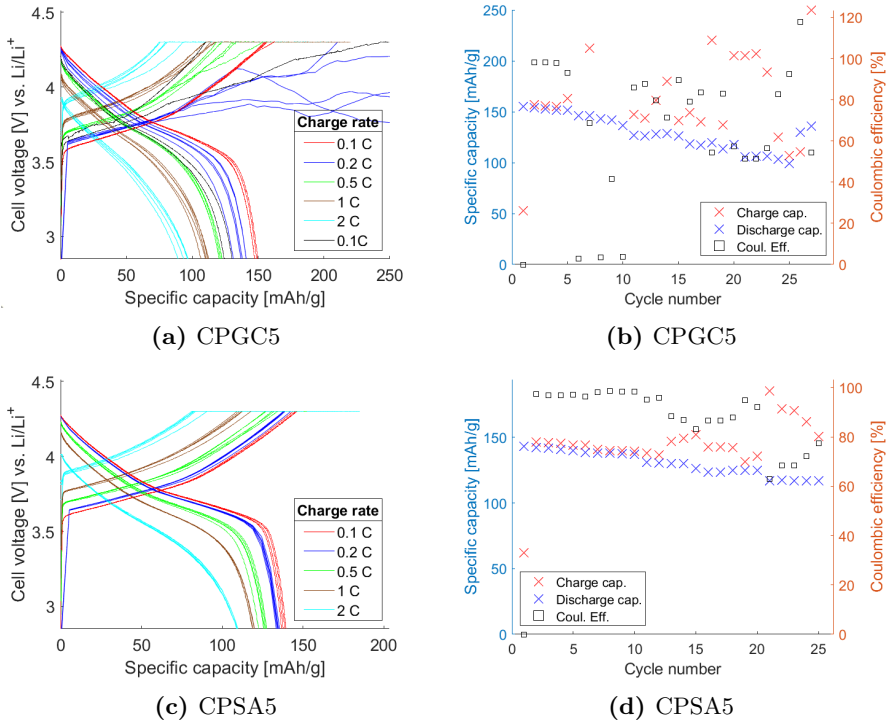 4.5
4
3.5
3
Cell voltage [V] vs. Li/Li+
0 50 100 150 200 250
Specific capacity [mAh/g]
Charge rate
0.1 C
0.2 C
0.5 C
1 C
2 C
0.1C
(a) CPGC5
250
200
150
100
50
0
Specific capacity [mAh/g]
120
100
80
60
40
20
0
Coulombic efficiency [%]
0 5 10 15 20 25
Cycle number
Charge cap.
Discharge cap.
Coul. Eff.
(b) CPGC5
4.5
4
3.5
3
Cell voltage [V] vs. Li/Li+
0 50 100 150 200
Specific capacity [mAh/g]
Charge rate
0.1 C
0.2 C
0.5 C
1 C
2 C
(c) CPSA5
150
100
50
0
Specific capacity [mAh/g]
100
80
60
40
20
0
Coulombic efficiency [%]
0 5 10 15 20 25
Cycle number
Charge cap.
Discharge cap.
Coul. Eff.
(d) CPSA5